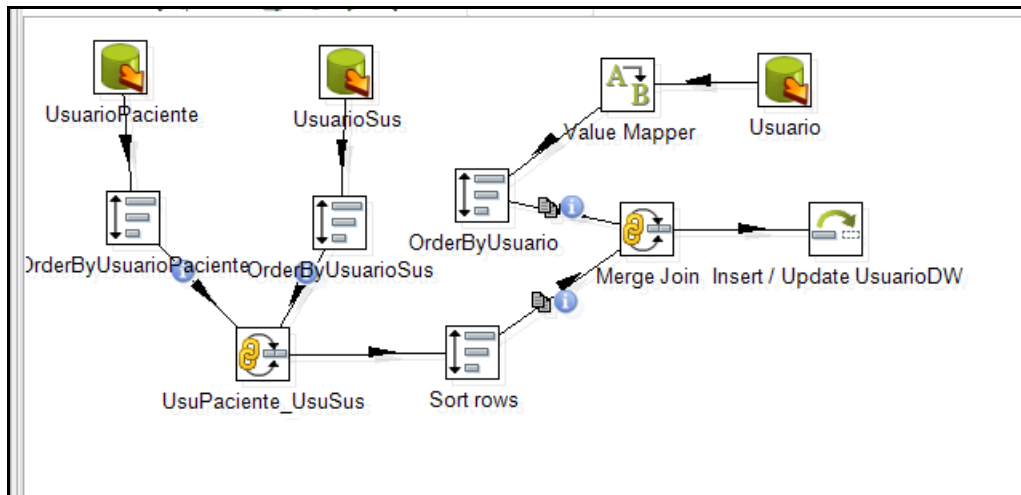 UsuarioPaciente
UsuarioSus
A
B
Value Mapper
Usuario
OrderByUsuarioPaciente
OrderByUsuarioSus
OrderByUsuario
Merge Join
Insert / Update UsuarioDW
UsuPaciente_UsuSus
Sort rows